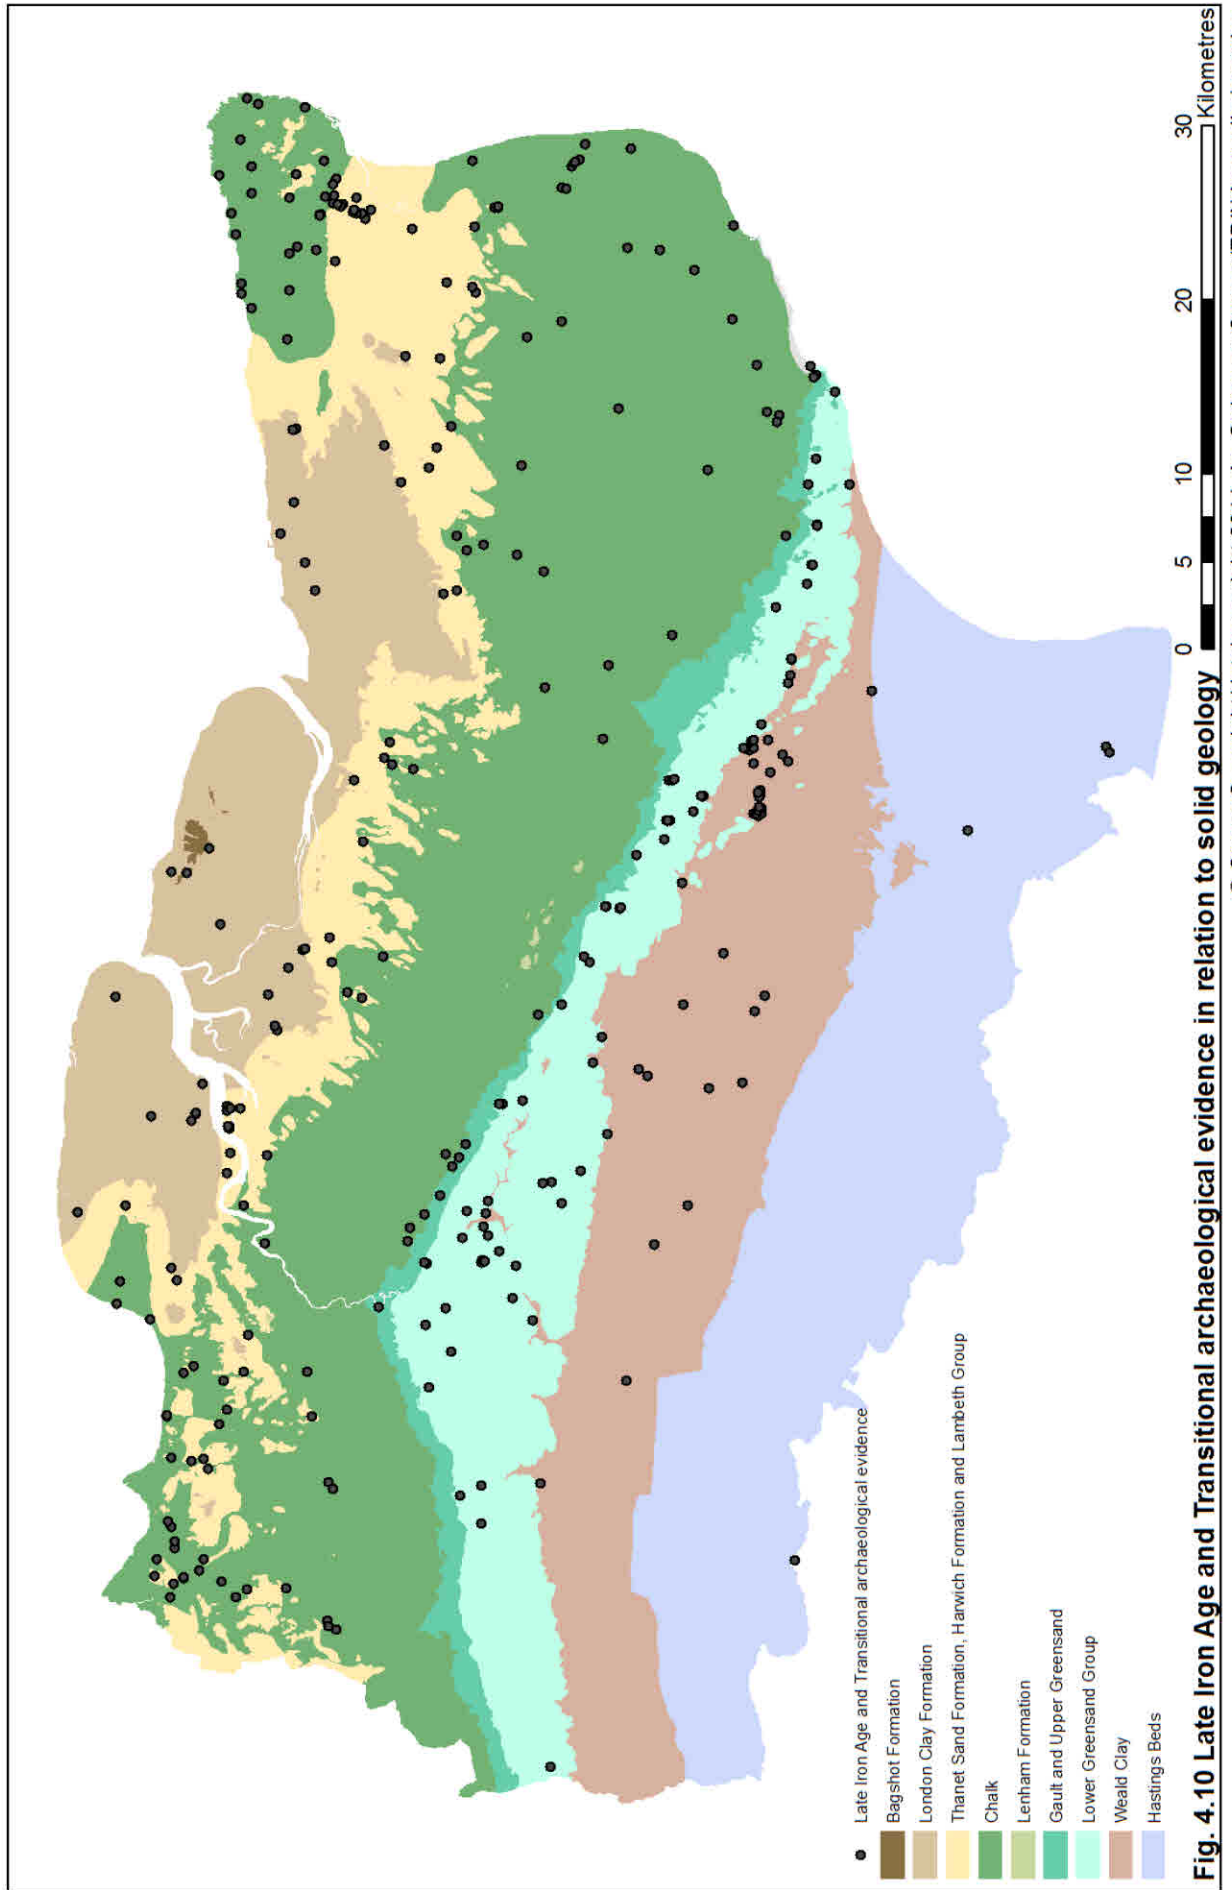 Late Iron Age and Transitional archaeological evidence
Bagshot Formation
London Clay Formation
Thanet Sand Formation, Harwich Formation and Lambeth Group
Chalk
Lenham Formation
Gault and Upper Greensand
Lower Greensand Group
Weald Clay
Hastings Beds
0 5 10 20 30
Kilometres
Fig. 4.10 Late Iron Age and Transitional archaeological evidence in relation to solid geology